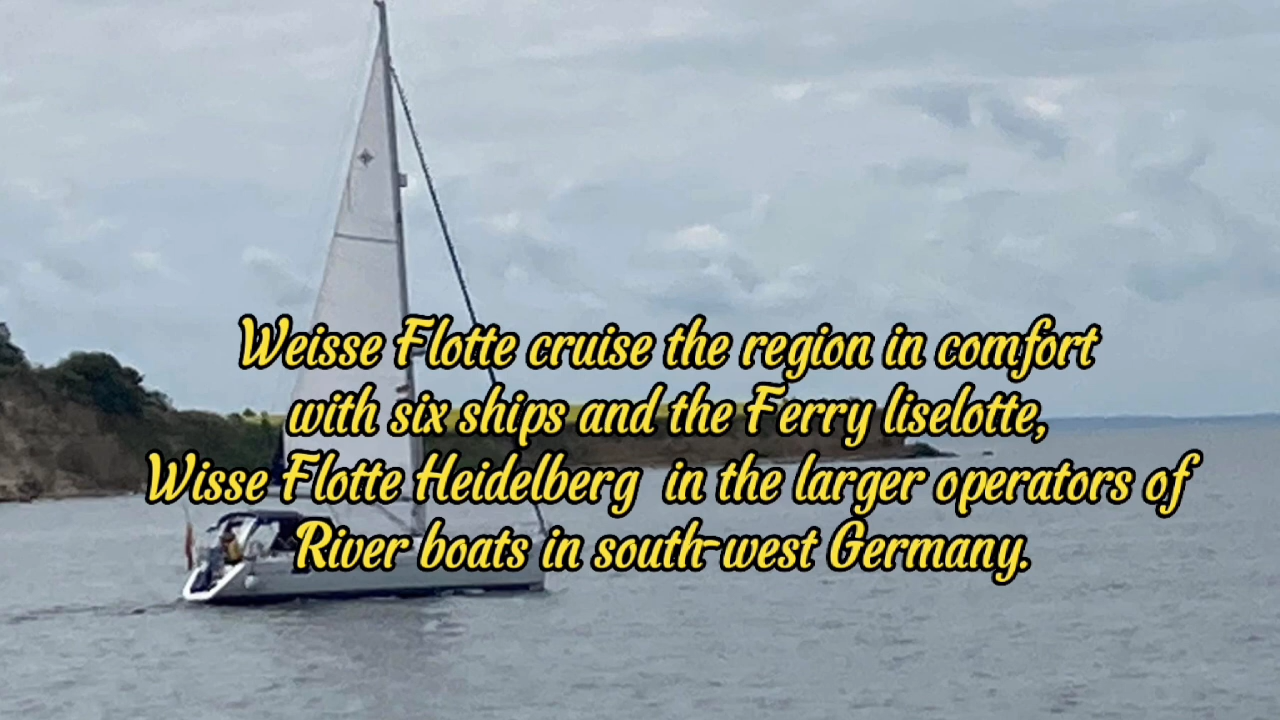 Weisse Flotte cruise the region in comfort
with six ships and the Ferry liselotte,
Wisse Flotte Heidelberg in the larger operators of
River boats in south-west Germany.